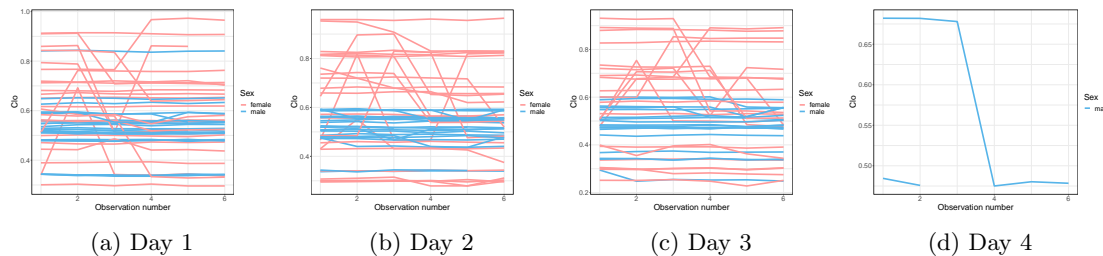 1.0
0.8
0.6
0.4
Clo
2
4
6
Observation number
Sex
female
male
(a) Day 1
0.8
0.6
0.4
Clo
2
4
6
Observation number
Sex
female
male
(b) Day 2
0.8
0.6
0.4
0.2
Clo
2
4
6
Observation number
Sex
female
male
(c) Day 3
0.65
0.60
0.55
0.50
Clo
2
4
6
Observation number
Sex
ma
(d) Day 4